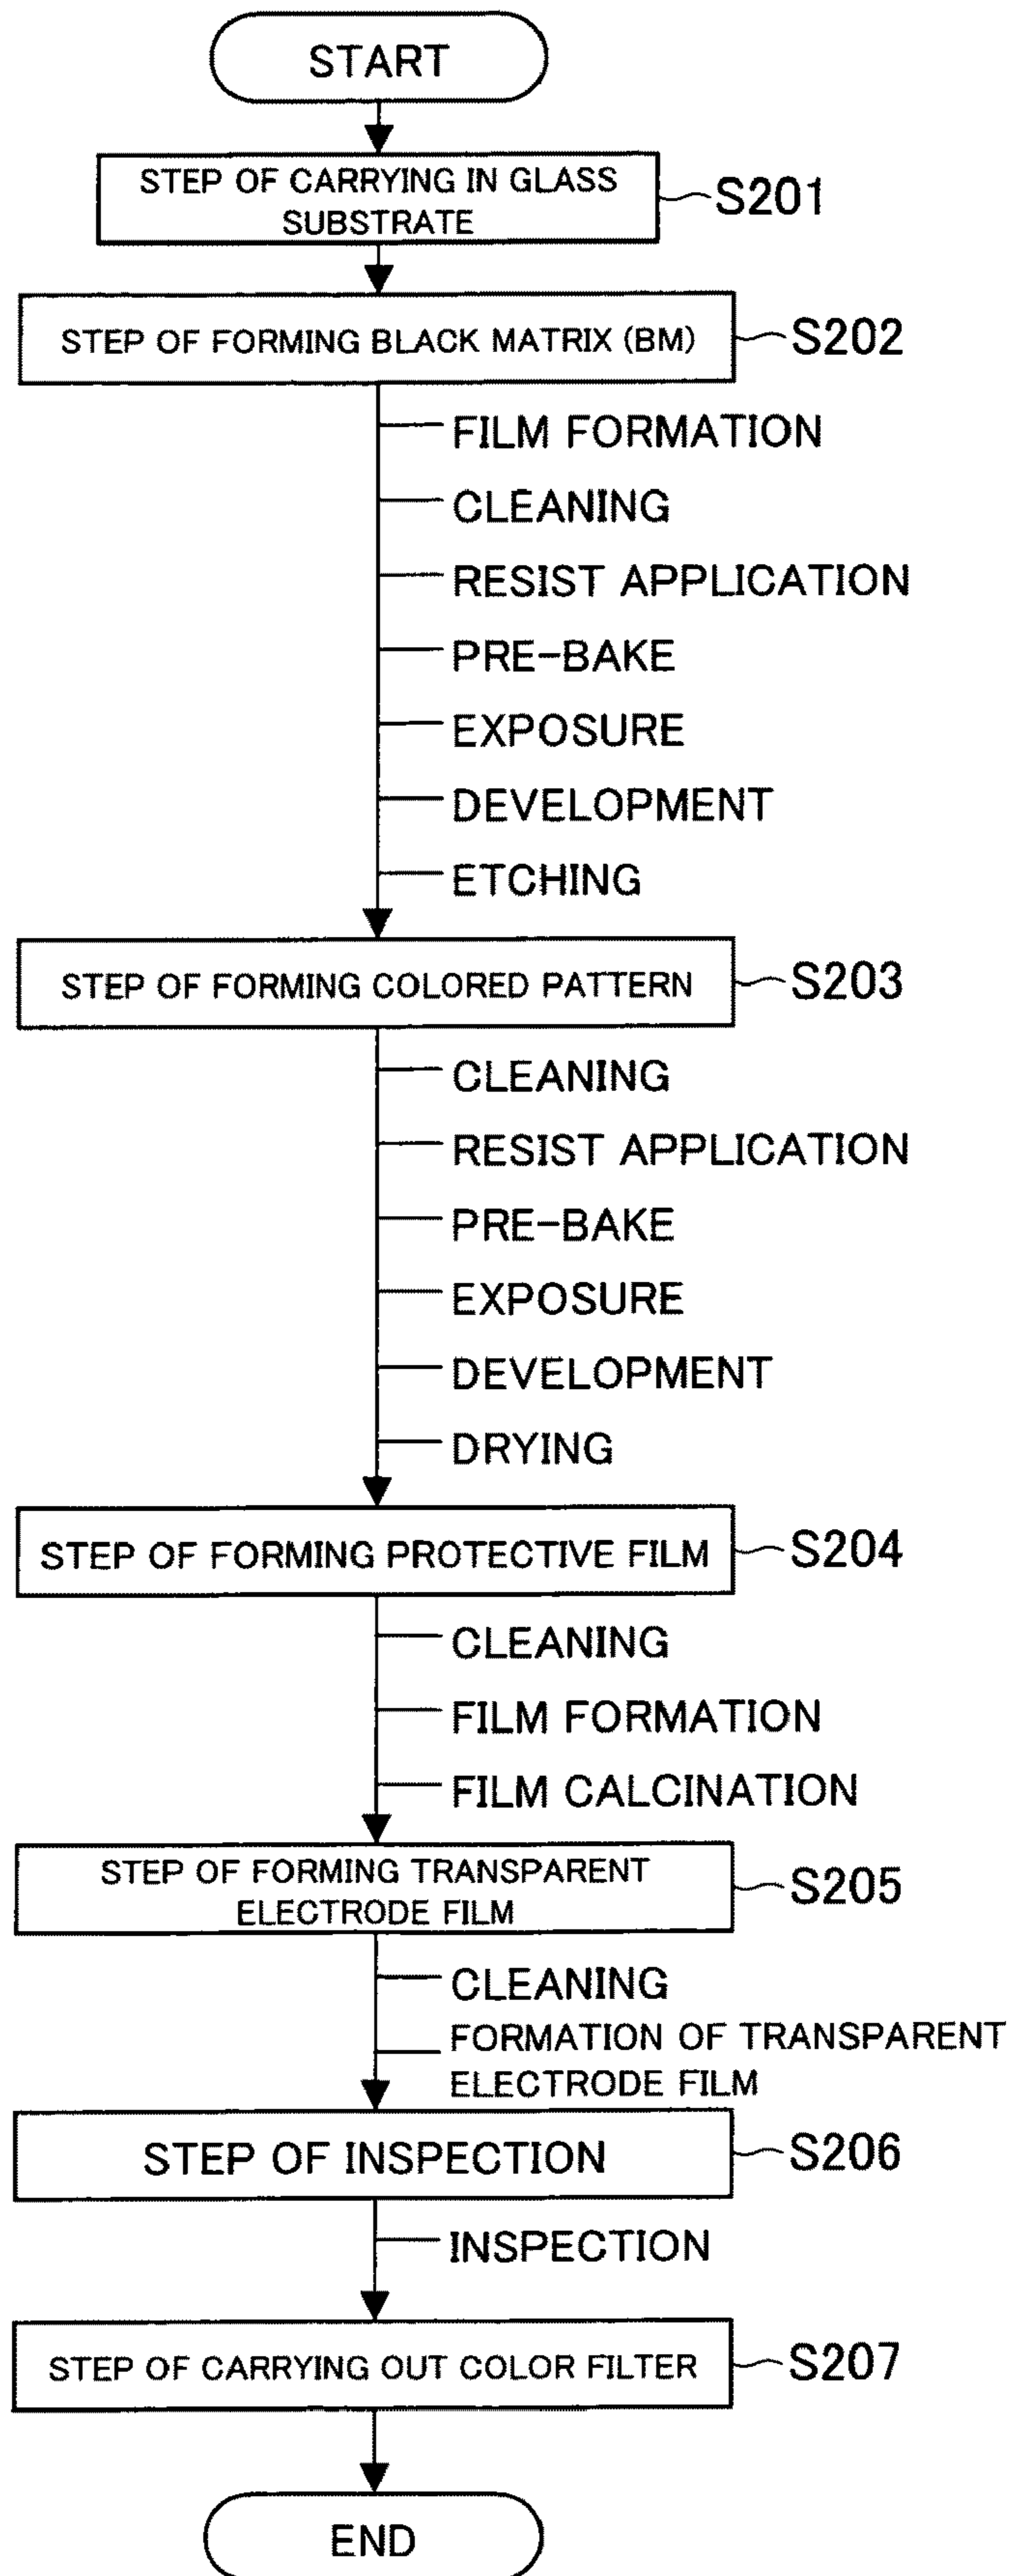 START
STEP OF CARRYING IN GLASS
SUBSTRATE
S201
STEP OF FORMING BLACK MATRIX (BM)
S202
FILM FORMATION
CLEANING
RESIST APPLICATION
PRE-BAKE
EXPOSURE
DEVELOPMENT
ETCHING
STEP OF FORMING COLORED PATTERN
S203
CLEANING
RESIST APPLICATION
PRE-BAKE
EXPOSURE
DEVELOPMENT
DRYING
STEP OF FORMING PROTECTIVE FILM
S204
CLEANING
FILM FORMATION
FILM CALCINATION
STEP OF FORMING TRANSPARENT
ELECTRODE FILM
S205
CLEANING
FORMATION OF TRANSPARENT
ELECTRODE FILM
STEP OF INSPECTION
S206
INSPECTION
STEP OF CARRYING OUT COLOR FILTER
S207
END